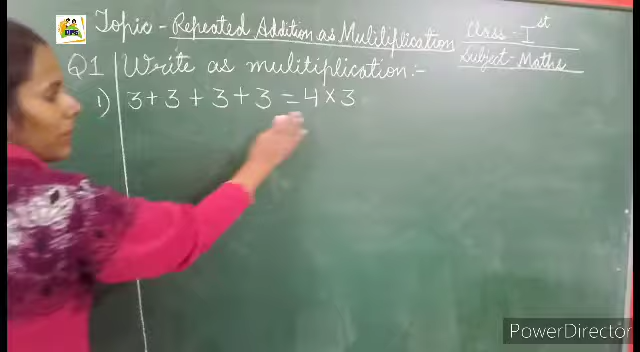 Topic - Repeated Addition as Muliliplication
Class - Ist
Subject - Maths
Q1 Write as mulitiplication:-
1) 3+3+3+3 = 4×3
PowerDirector